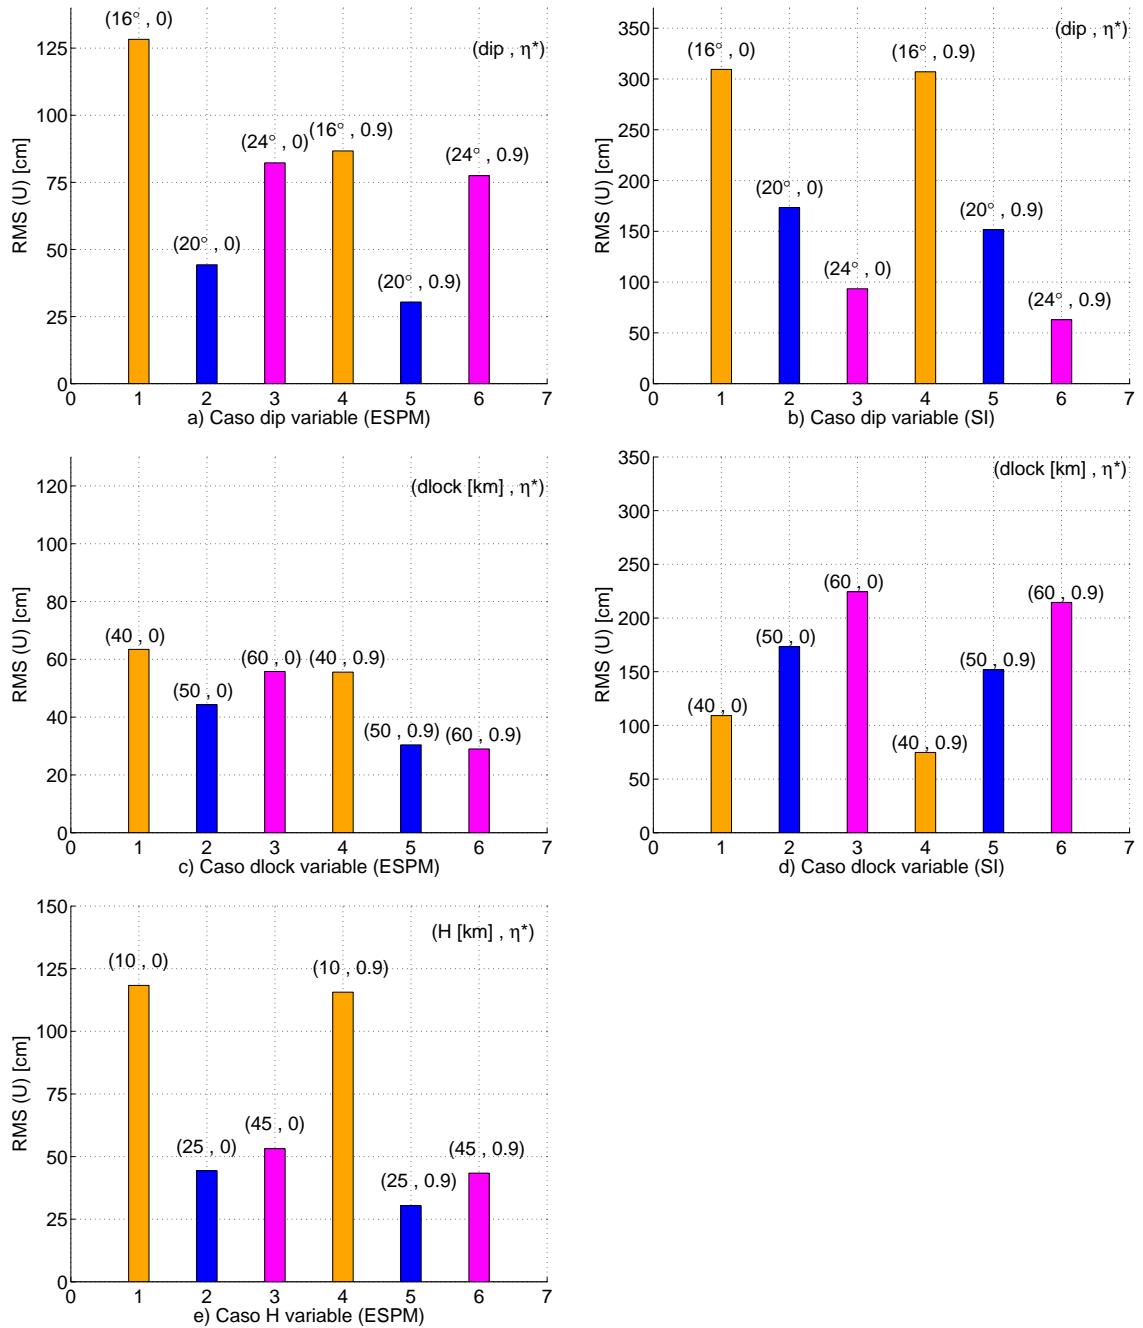 (16° , 0)
(dip , η*)
(24° , 0)
(16° , 0.9)
(24° , 0.9)
(20° , 0)
(20° , 0.9)
RMS (U) [cm]
125
100
75
50
25
0
0 1 2 3 4 5 6 7
a) Caso dip variable (ESPM)
(dip , η*)
(16° , 0)
(16° , 0.9)
(20° , 0)
(20° , 0.9)
(24° , 0)
(24° , 0.9)
RMS (U) [cm]
350
300
250
200
150
100
50
0
0 1 2 3 4 5 6 7
b) Caso dip variable (SI)
(dlock [km] , η*)
(40 , 0)
(50 , 0)
(60 , 0)
(40 , 0.9)
(50 , 0.9)
(60 , 0.9)
RMS (U) [cm]
120
100
80
60
40
20
0
0 1 2 3 4 5 6 7
c) Caso dlock variable (ESPM)
(dlock [km] , η*)
(40 , 0)
(50 , 0)
(60 , 0)
(40 , 0.9)
(50 , 0.9)
(60 , 0.9)
RMS (U) [cm]
350
300
250
200
150
100
50
0
0 1 2 3 4 5 6 7
d) Caso dlock variable (SI)
(H [km] , η*)
(10 , 0)
(25 , 0)
(45 , 0)
(10 , 0.9)
(25 , 0.9)
(45 , 0.9)
RMS (U) [cm]
150
125
100
75
50
25
0
0 1 2 3 4 5 6 7
e) Caso H variable (ESPM)